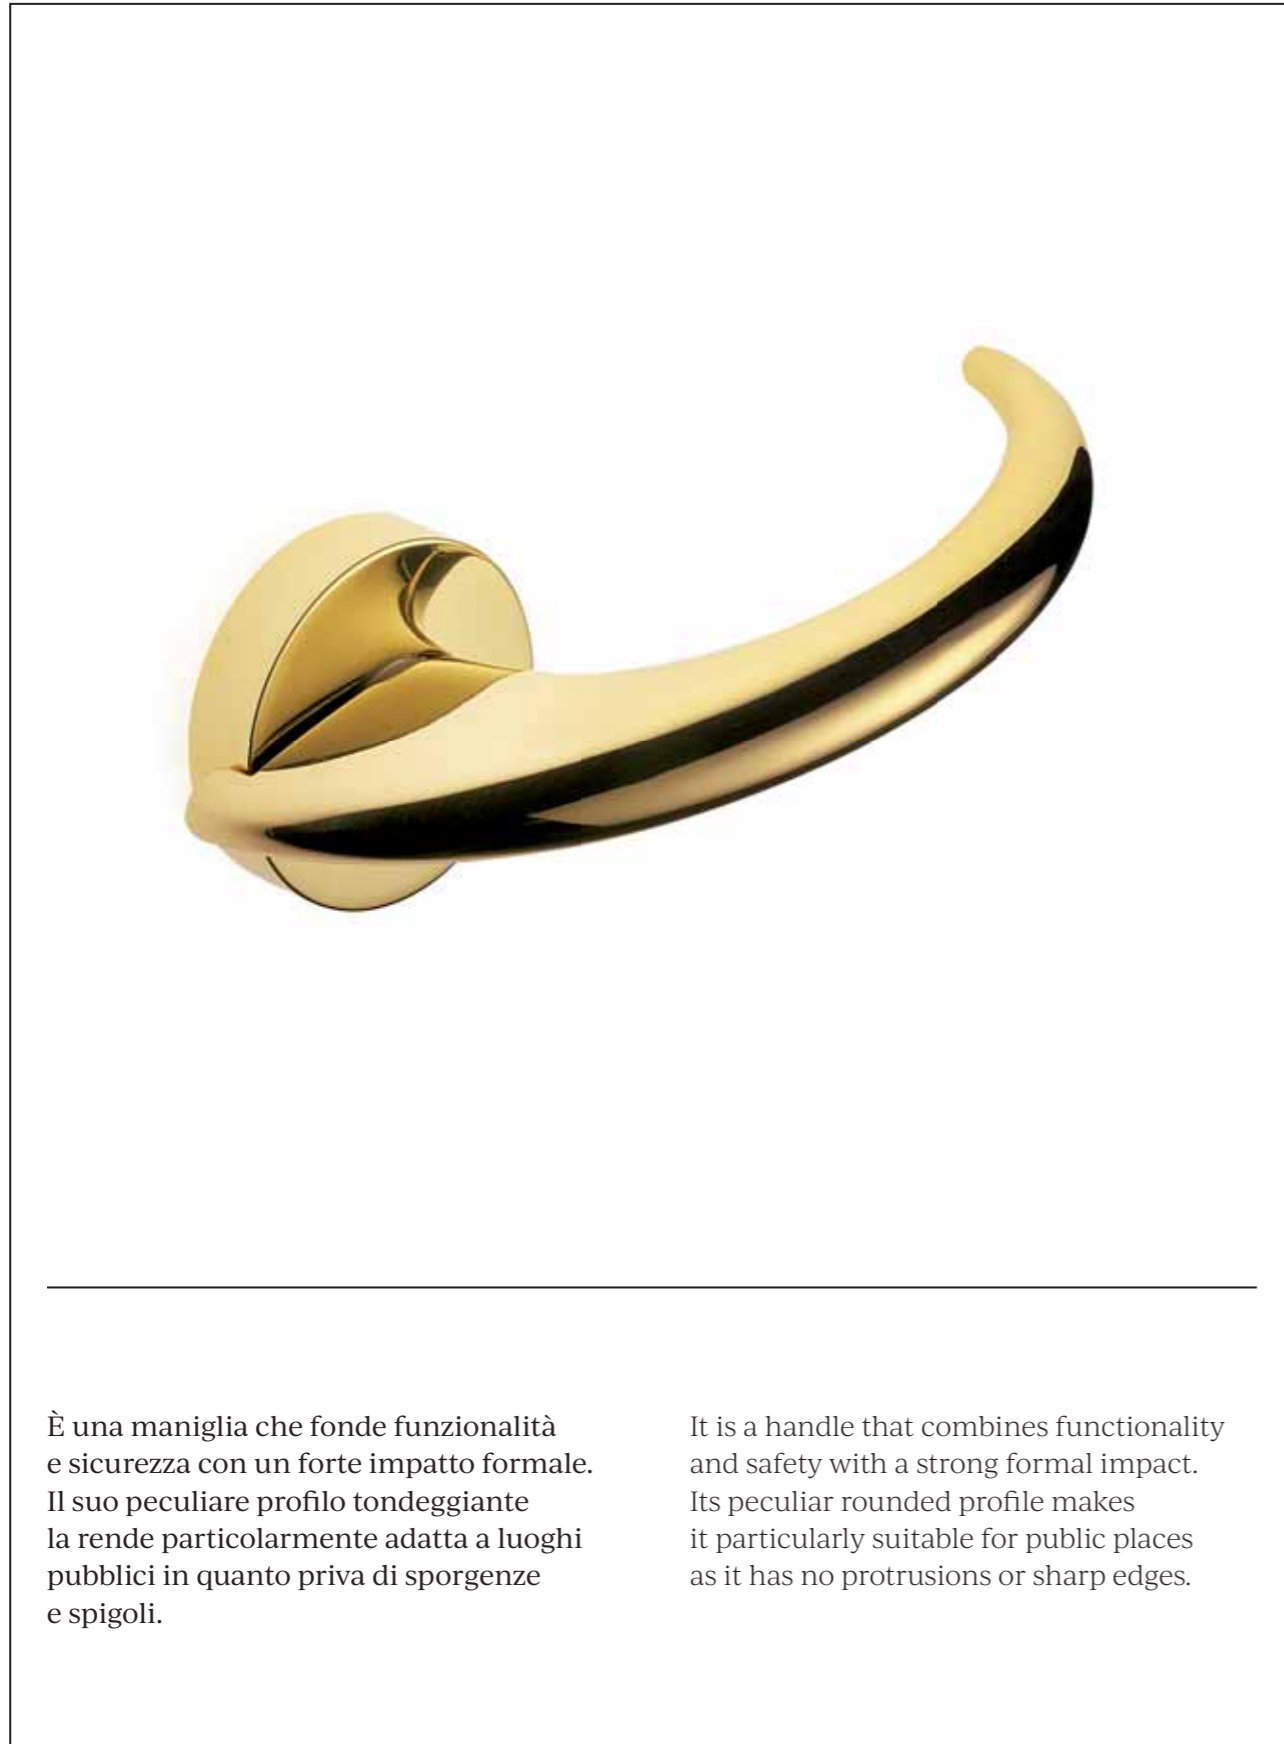 È una maniglia che fonde funzionalità
e sicurezza con un forte impatto formale.
Il suo peculiare profilo tondeggiante
la rende particolarmente adatta a luoghi
pubblici in quanto priva di sporgenze
e spigoli.
It is a handle that combines functionality
and safety with a strong formal impact.
Its peculiar rounded profile makes
it particularly suitable for public places
as it has no protrusions or sharp edges.